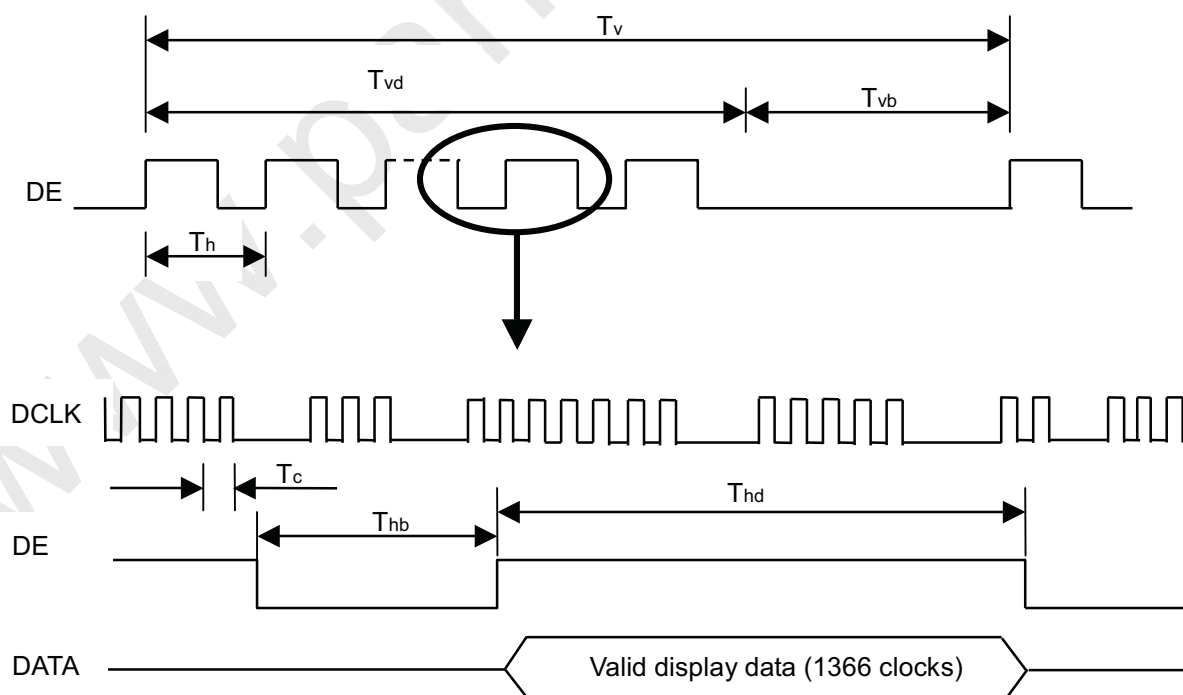 Tv
Tvd
Tvb
DE
Th
DCLK
Tc
Thb
Thd
DE
DATA
Valid display data (1366 clocks)